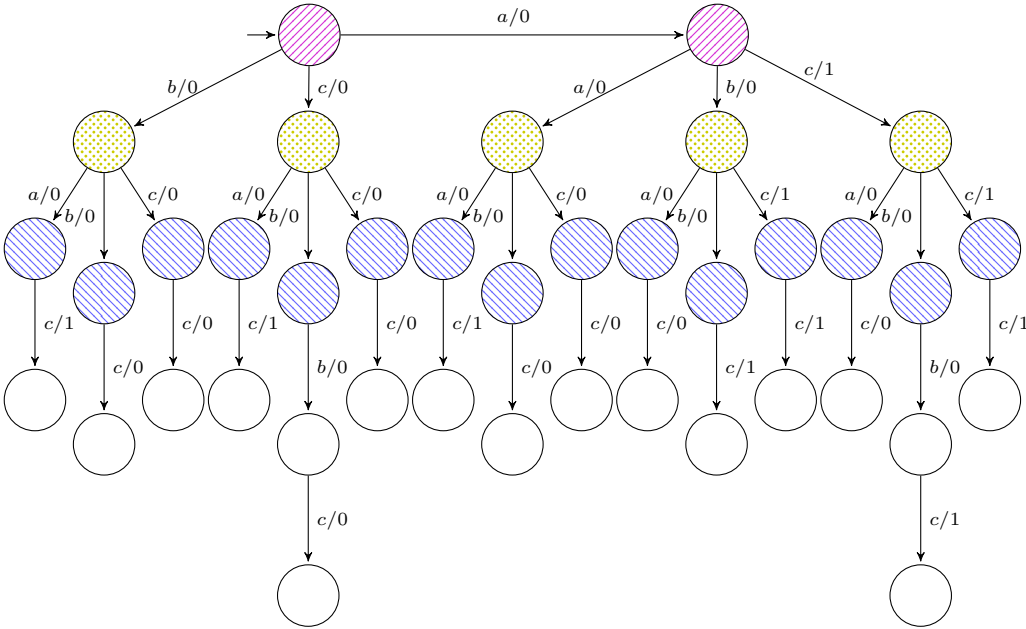 a/0
b/0 c/0 a/0 b/0 c/1
a/0 b/0 c/0 a/0 b/0 c/0 a/0 b/0 c/0 a/0 b/0 c/1 a/0 b/0 c/1
c/1 c/0 c/1 c/0 c/1 c/0 c/0 c/1 c/0 c/1
c/0 b/0 c/0 c/1 b/0
c/0 c/1